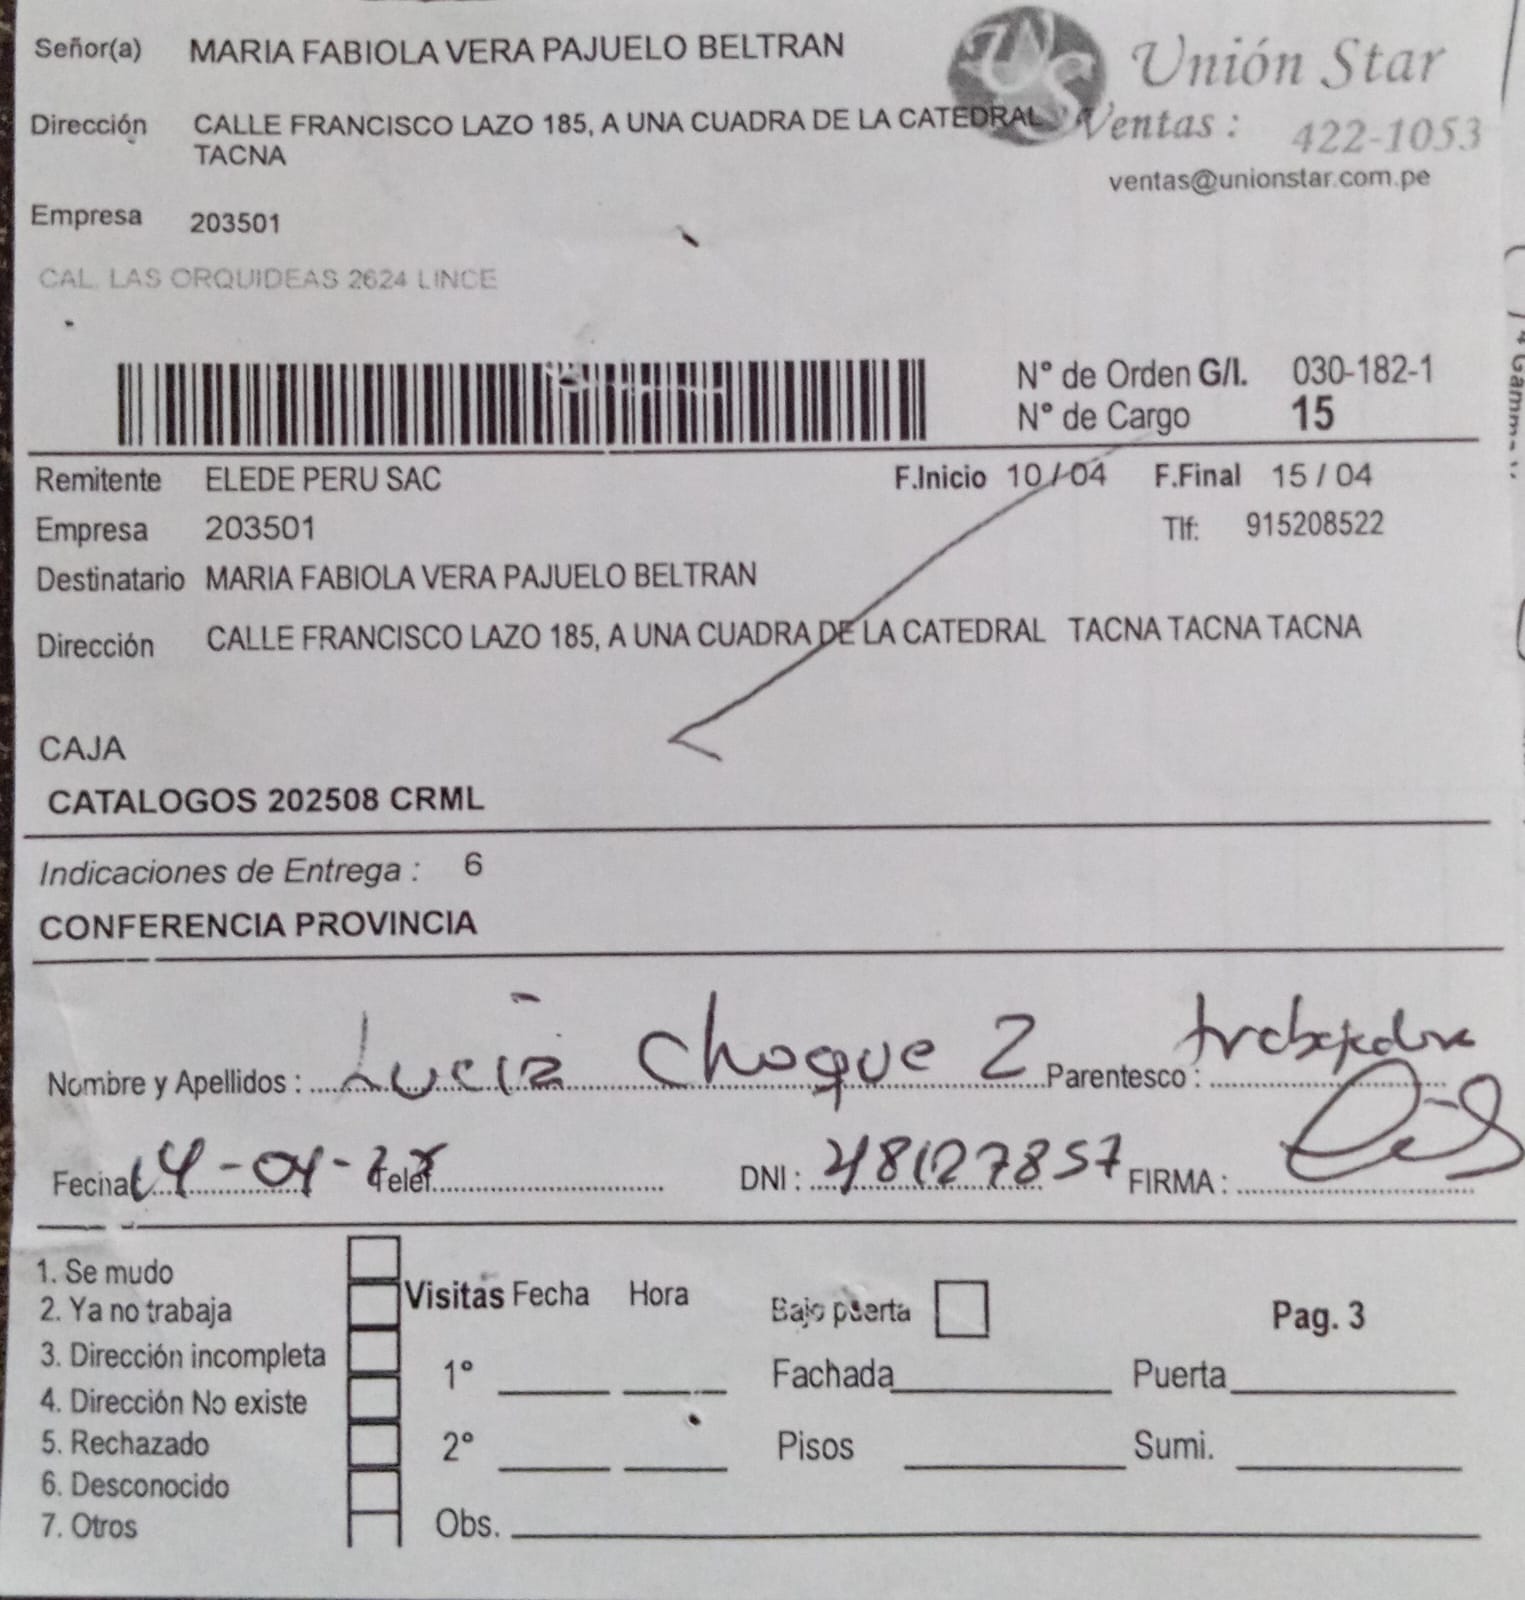 Señor(a) MARIA FABIOLA VERA PAJUELO BELTRAN
Unión Star
Dirección CALLE FRANCISCO LAZO 185, A UNA CUADRA DE LA CATEDRAL
TACNA
Ventas : 422-1053
ventas@unionstar.com.pe
Empresa 203501
CAL. LAS ORQUIDEAS 2624 LINCE
N° de Orden G/I. 030-182-1
N° de Cargo 15
Remitente ELEDE PERU SAC F.Inicio 10/04 F.Final 15 / 04
Empresa 203501 Tlf: 915208522
Destinatario MARIA FABIOLA VERA PAJUELO BELTRAN
Dirección CALLE FRANCISCO LAZO 185, A UNA CUADRA DE LA CATEDRAL TACNA TACNA TACNA
CAJA
CATALOGOS 202508 CRML
Indicaciones de Entrega : 6
CONFERENCIA PROVINCIA
Nombre y Apellidos : Lucia Choque Z Parentesco : trabajadora
Fecha 14-04- Telef. DNI : 48127857 FIRMA :
1. Se mudo
2. Ya no trabaja
3. Dirección incompleta
4. Dirección No existe
5. Rechazado
6. Desconocido
7. Otros
Visitas Fecha Hora
1°
2°
Obs.
Bajo puerta
Pag. 3
Fachada Puerta
Pisos Sumi.